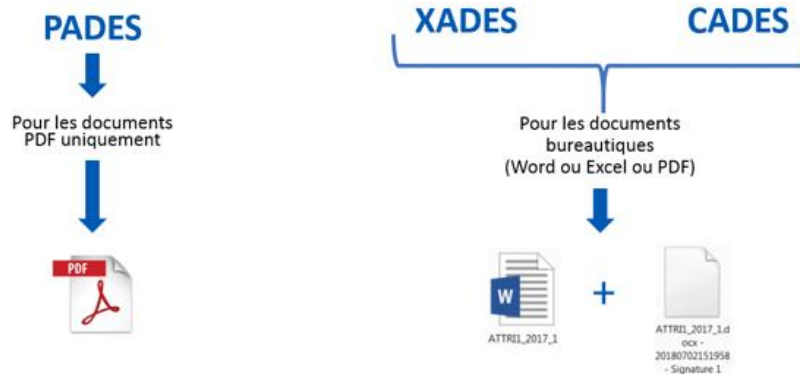 PADES
Pour les documents
PDF uniquement
PDF
XADES
CADES
Pour les documents
bureautiques
(Word ou Excel ou PDF)
W
+
ATTRI1_2017_1
ATTRI1_2017_1.d
ocx -
20180702151958
- Signature 1